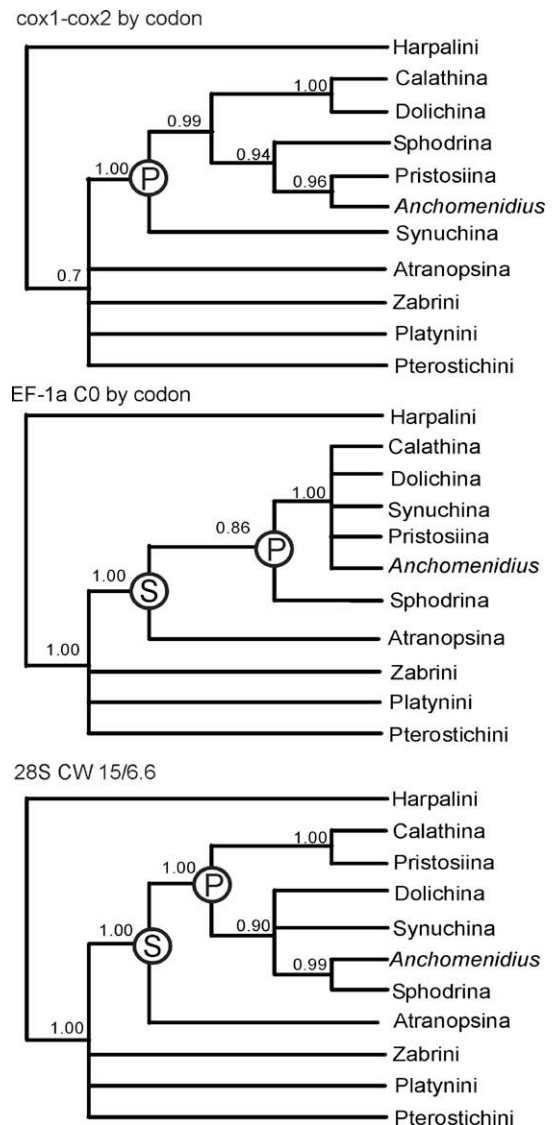 cox1-cox2 by codon
Harpalini
Calathina
1.00
Dolichina
0.99
Sphodrina
0.94
1.00
P
Pristosiina
0.96
Anchomenidius
Synuchina
Atranopsina
0.7
Zabrini
Platynini
Pterostichini
EF-1a C0 by codon
Harpalini
Calathina
Dolichina
1.00
Synuchina
0.86
P
Pristosiina
Anchomenidius
1.00
S
Sphodrina
Atranopsina
1.00
Zabrini
Platynini
Pterostichini
28S CW 15/6.6
Harpalini
Calathina
1.00
Pristosiina
1.00
P
Dolichina
1.00
S
0.90
Synuchina
Anchomenidius
0.99
Sphodrina
Atranopsina
1.00
Zabrini
Platynini
Pterostichini